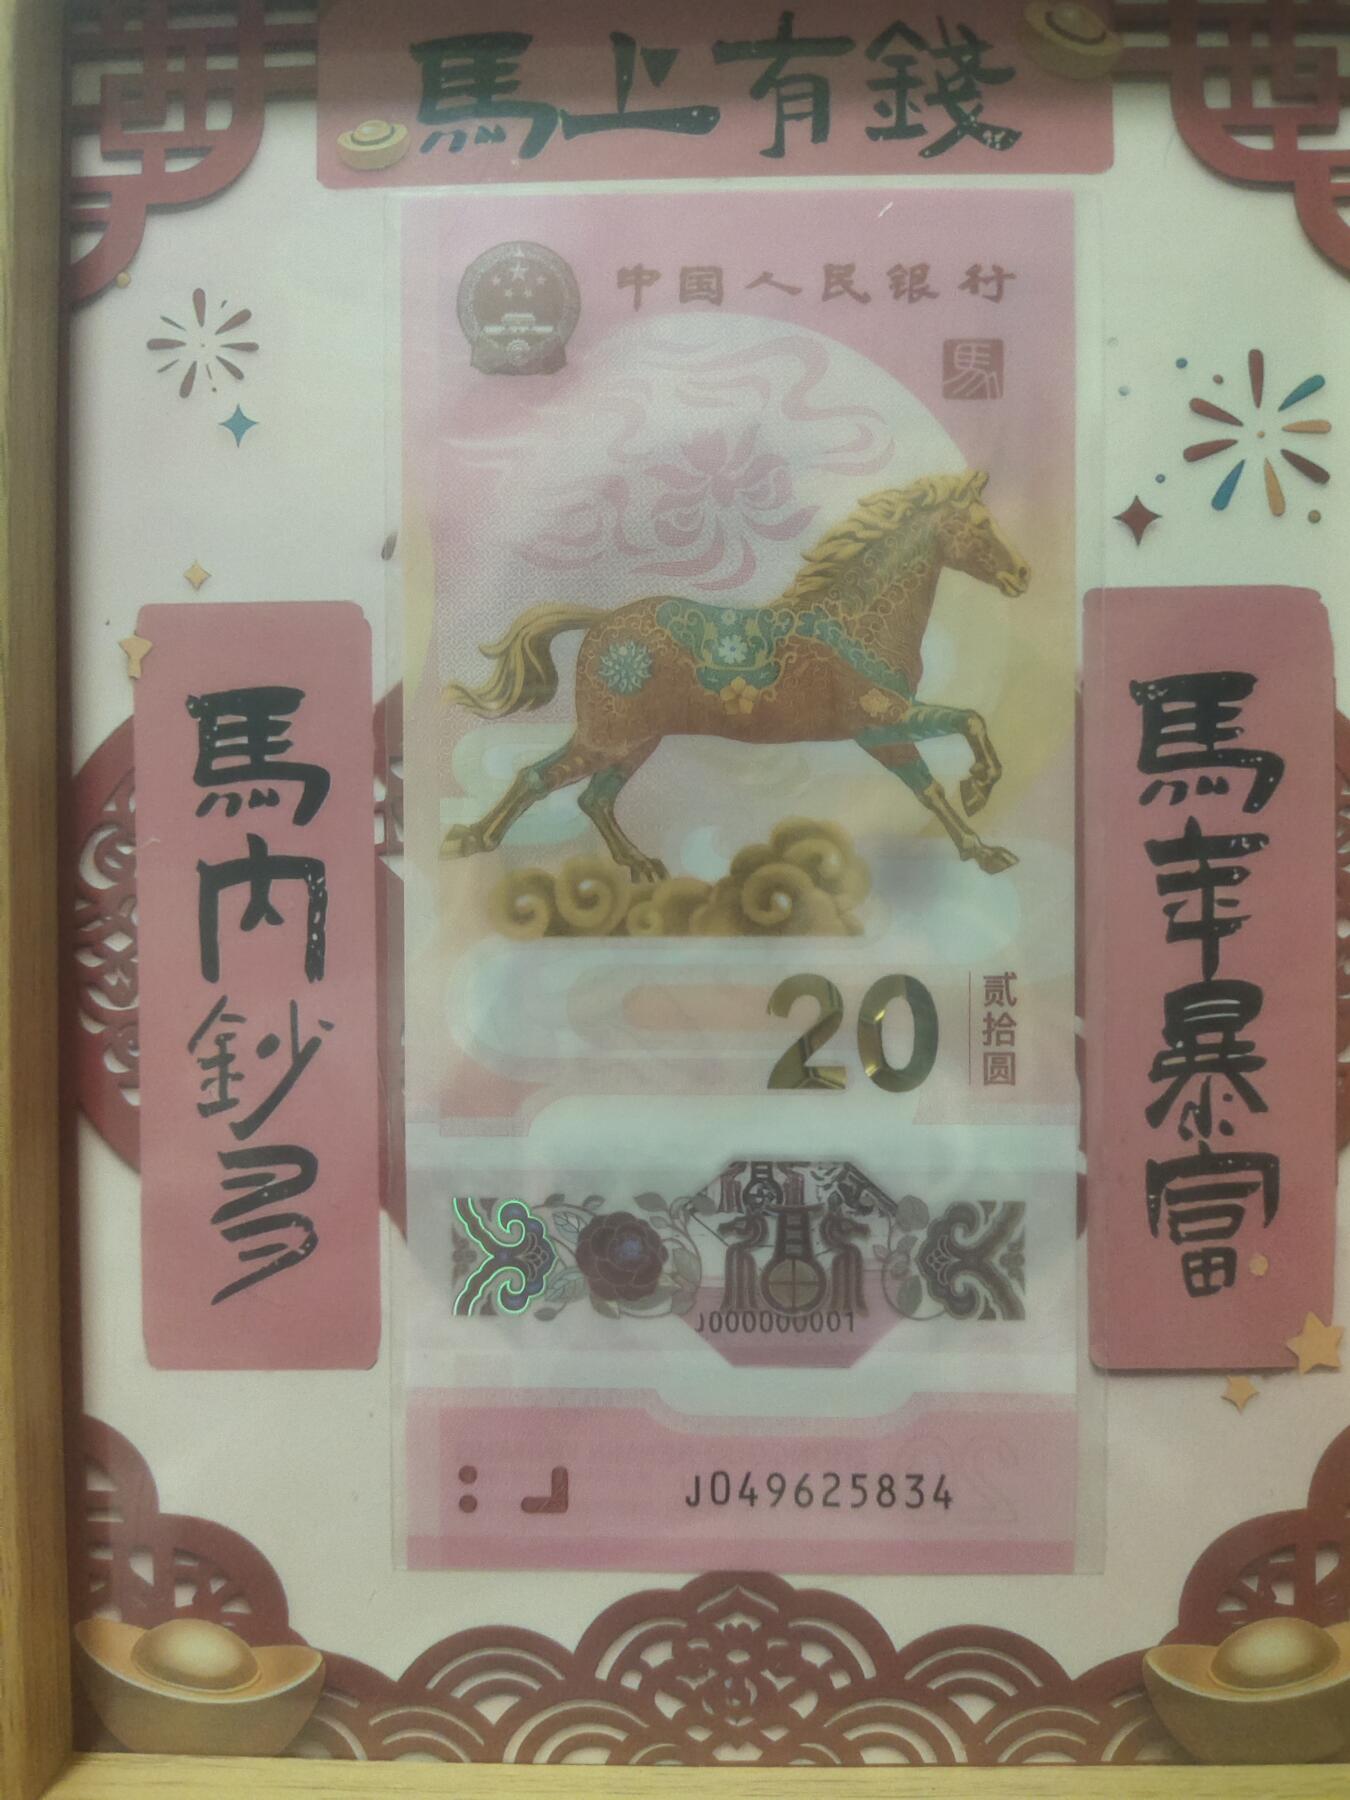 馬上有錢
中国人民银行
馬
馬年暴富
馬内鈔多
20
贰拾圆
J000000001
J049625834